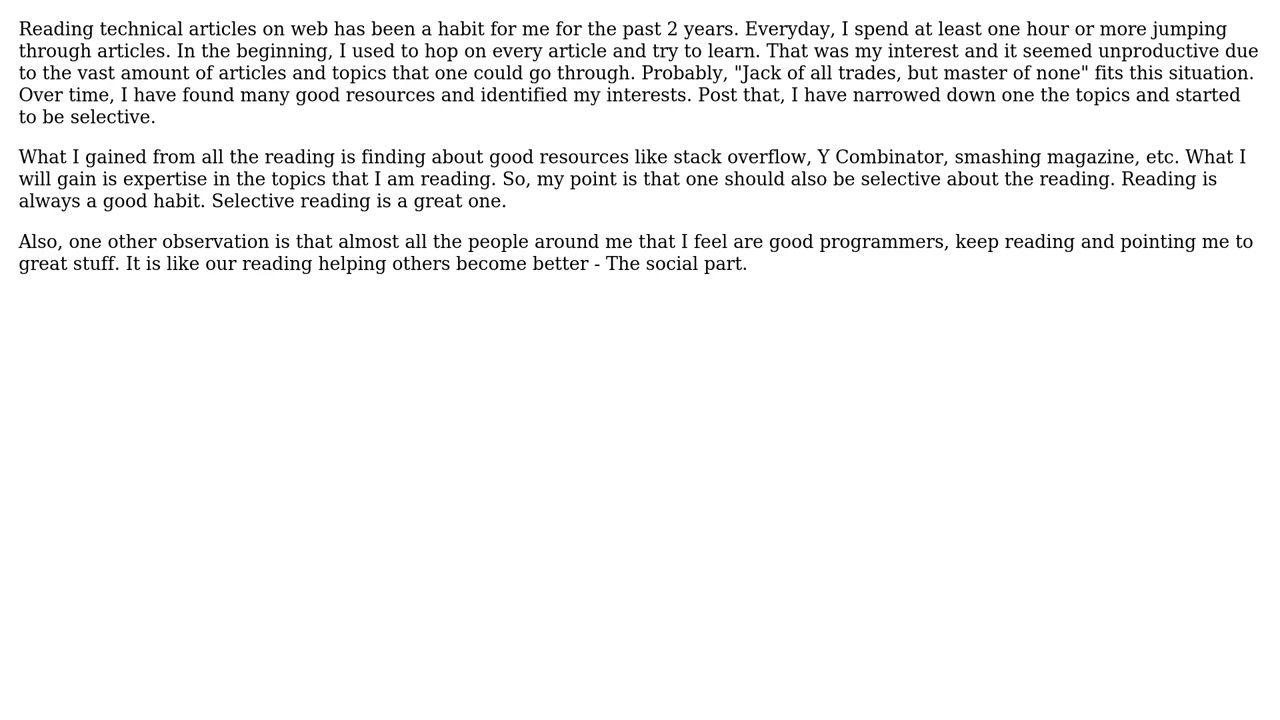 Reading technical articles on web has been a habit for me for the past 2 years. Everyday, I spend at least one hour or more jumping
through articles. In the beginning, I used to hop on every article and try to learn. That was my interest and it seemed unproductive due
to the vast amount of articles and topics that one could go through. Probably, "Jack of all trades, but master of none" fits this situation.
Over time, I have found many good resources and identified my interests. Post that, I have narrowed down one the topics and started
to be selective.
What I gained from all the reading is finding about good resources like stack overflow, Y Combinator, smashing magazine, etc. What I
will gain is expertise in the topics that I am reading. So, my point is that one should also be selective about the reading. Reading is
always a good habit. Selective reading is a great one.
Also, one other observation is that almost all the people around me that I feel are good programmers, keep reading and pointing me to
great stuff. It is like our reading helping others become better - The social part.